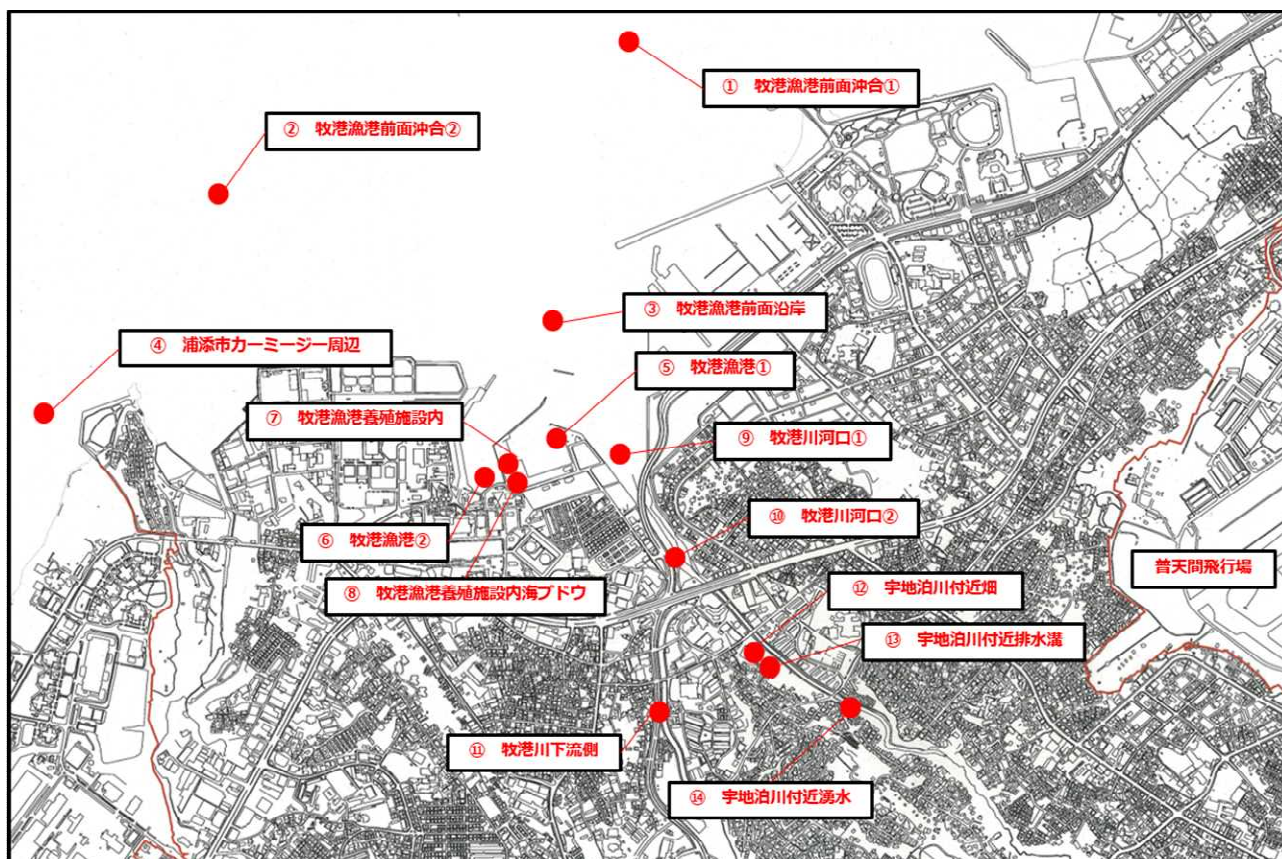 ① 牧港漁港前面沖合①
② 牧港漁港前面沖合②
③ 牧港漁港前面沿岸
④ 浦添市カーミージー周辺
⑤ 牧港漁港①
⑦ 牧港漁港養殖施設内
⑨ 牧港川河口①
⑩ 牧港川河口②
⑥ 牧港漁港②
普天間飛行場
⑧ 牧港漁港養殖施設内海ブドウ
⑫ 宇地泊川付近畑
⑬ 宇地泊川付近排水溝
⑪ 牧港川下流側
⑭ 宇地泊川付近湧水